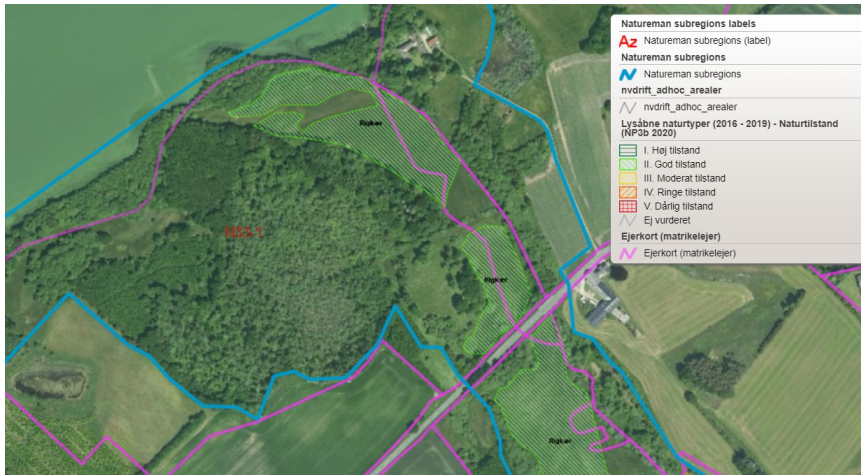 Natureman subregions labels
Az Natureman subregions (label)
Natureman subregions
Natureman subregions
nvdrift_adhoc_arealer
nvdrift_adhoc_arealer
Lysåbne naturtyper (2016 - 2019) - Naturtilstand
(NP3b 2020)
I. Høj tilstand
II. God tilstand
III. Moderat tilstand
IV. Ringe tilstand
V. Dårlig tilstand
Ej vurderet
Ejerkort (matrikelejer)
Ejerkort (matrikelejer)
Rigkær
Rigkær
Rigkær